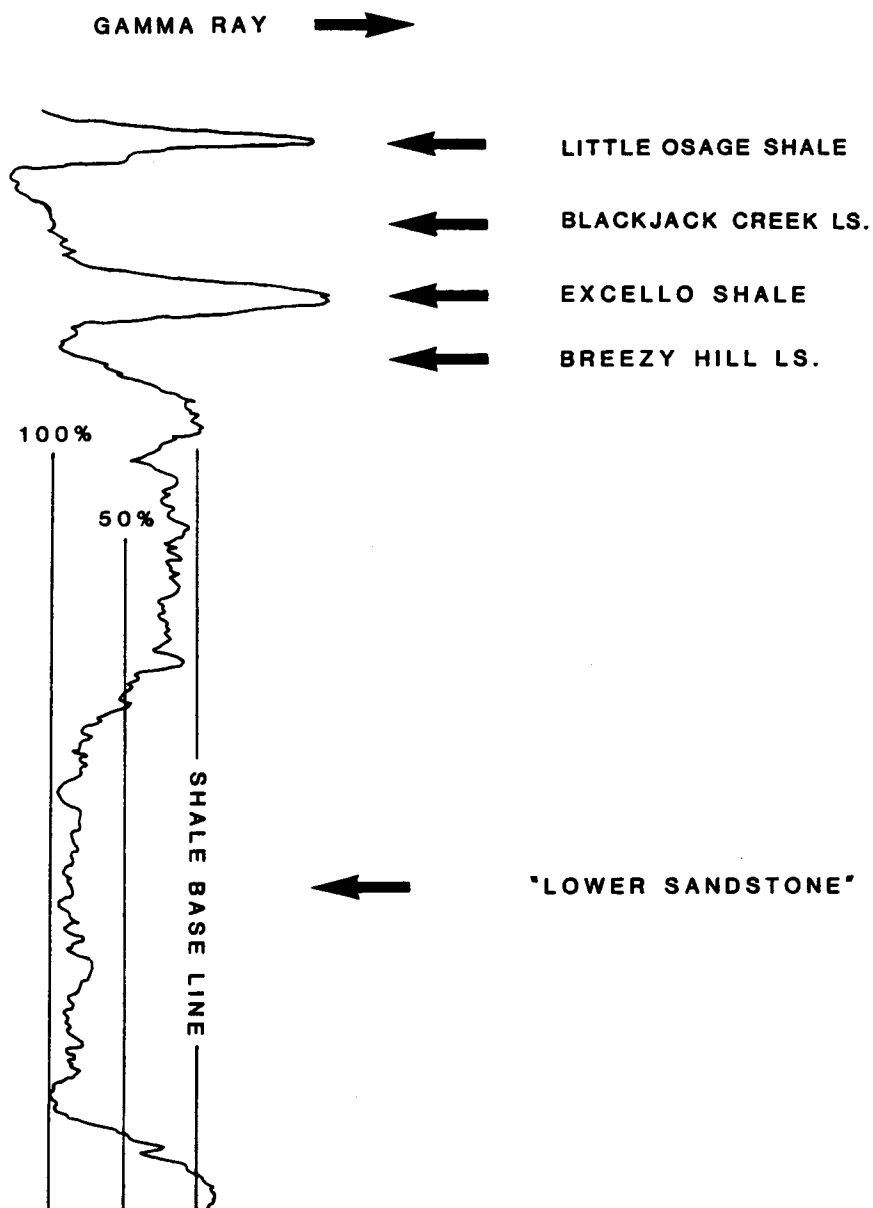 GAMMA RAY
LITTLE OSAGE SHALE
BLACKJACK CREEK LS.
EXCELLO SHALE
BREEZY HILL LS.
100%
50%
SHALE BASE LINE
"LOWER SANDSTONE"